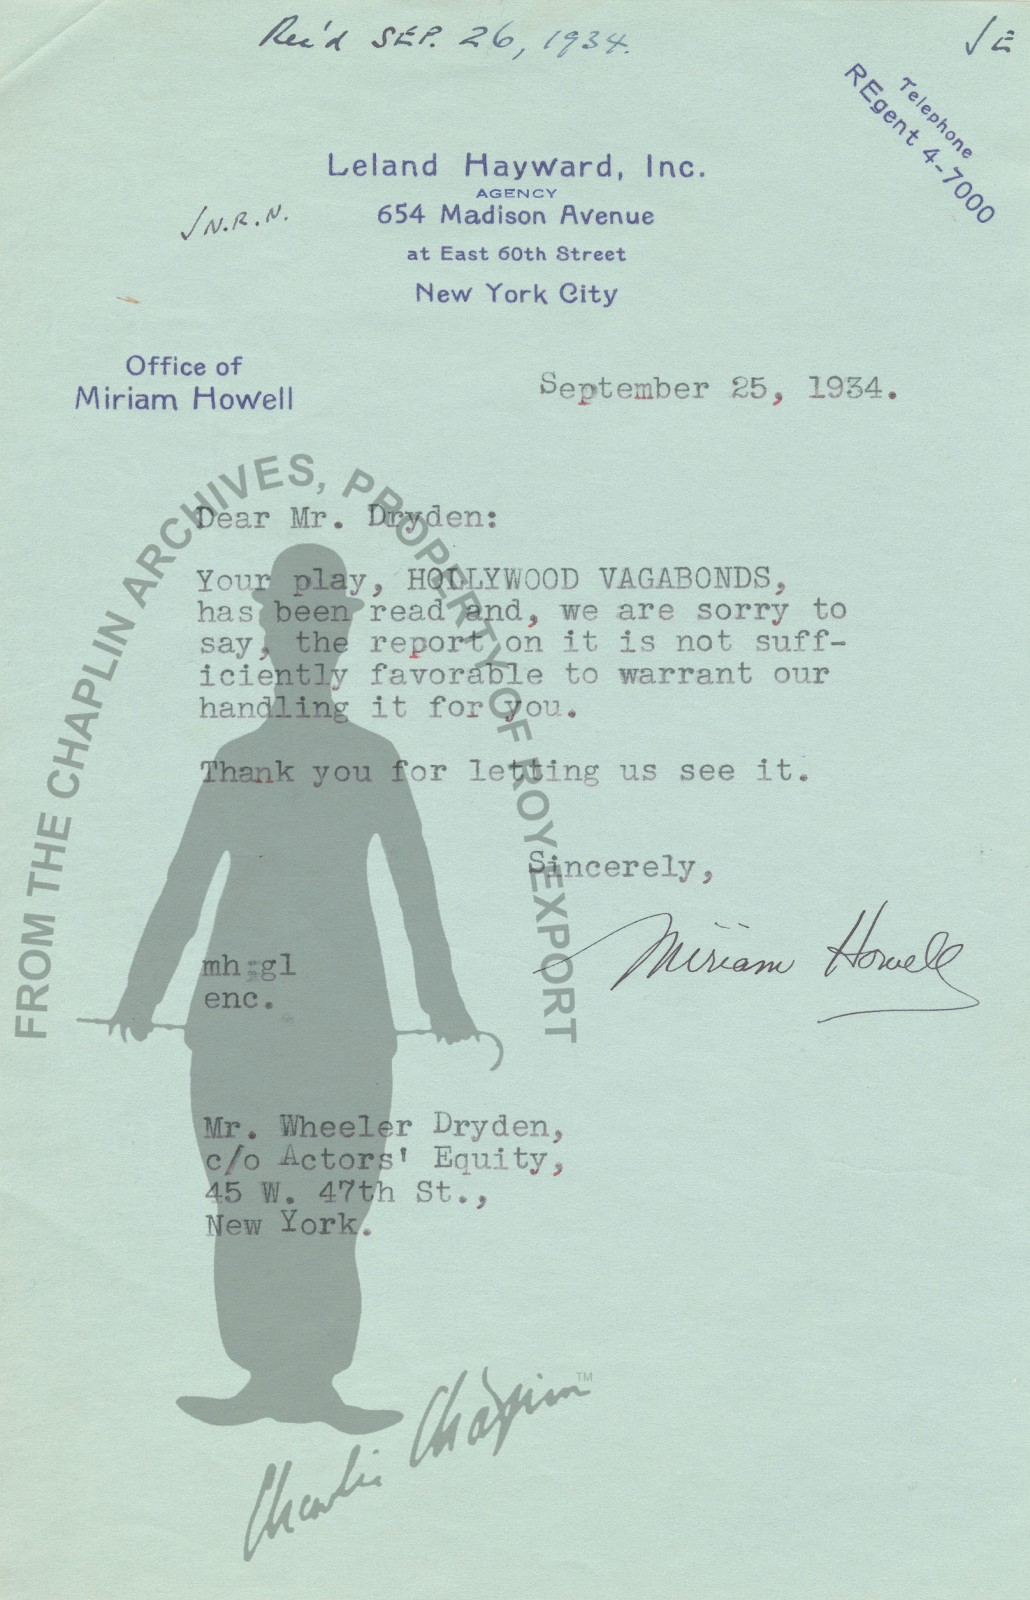 Rec'd SEP. 26, 1934.
√E
Telephone
REgent 4-7000
Leland Hayward, Inc.
AGENCY
654 Madison Avenue
at East 60th Street
New York City
√N.R.N.
Office of
Miriam Howell
September 25, 1934.
Dear Mr. Dryden:
Your play, HOLLYWOOD VAGABONDS,
has been read and, we are sorry to
say, the report on it is not suff-
iciently favorable to warrant our
handling it for you.
Thank you for letting us see it.
Sincerely,
Miriam Howell
mh:gl
enc.
Mr. Wheeler Dryden,
c/o Actors' Equity,
45 W. 47th St.,
New York.
FROM THE CHAPLIN ARCHIVES, PROPERTY OF ROY EXPORT
Charlie Chaplin TM